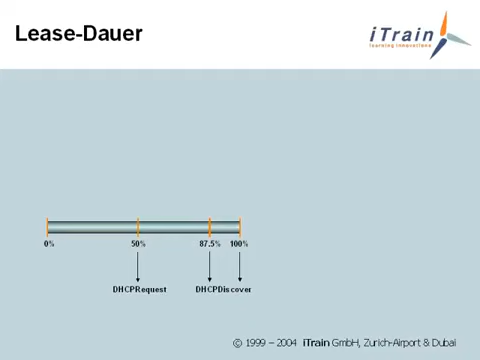 Lease-Dauer
iTrain
learning innovations
0% 50% 87.5% 100%
DHCPRequest DHCPDiscover
© 1999 – 2004 iTrain GmbH, Zurich-Airport & Dubai